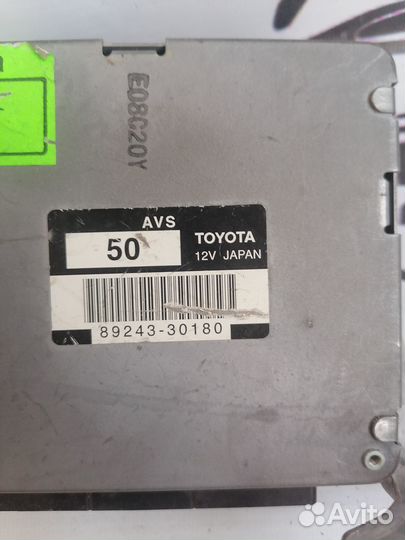 E08C20Y
AVS
50
TOYOTA
12V JAPAN
89243-30180
Avito